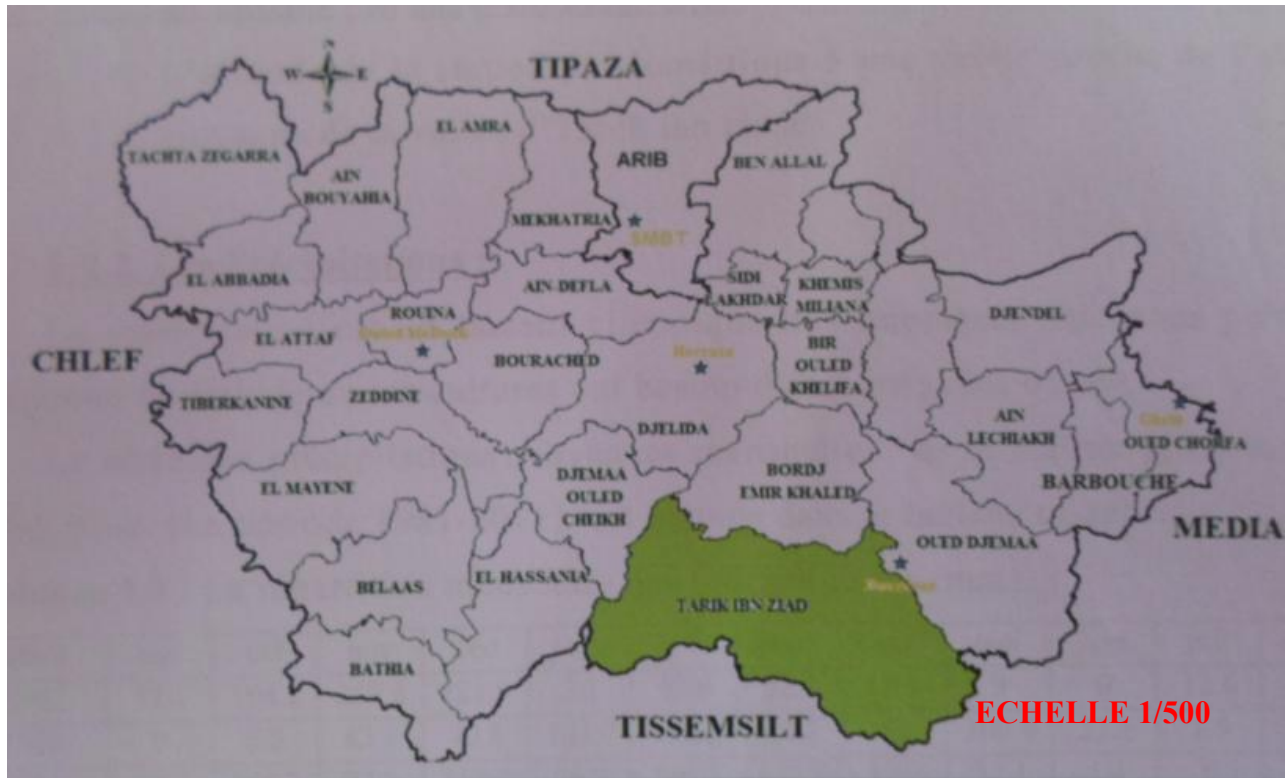 N
W E
S
TIPAZA
EL AMRA
TACHTA ZEGARRA
ARIB
BEN ALLAL
AIN
BOUYAHIA
MEKHATRIA
SMBT
EL ABBADIA
AIN DEFLA
SIDI
LAKHDAR
KHEMIS
MILIANA
ROUINA
DJENDEL
EL ATTAF
CHLEF
BOURACHED
BIR
OULED
KHELIFA
TIBERKANINE
ZEDDINE
DJELIDA
AIN
LECHIAKH
OUED CHORFA
DJEMAA
OULED
CHEIKH
BORDJ
EMIR KHALED
BARBOUCHE
EL MAYENE
MEDIA
OUED DJEMAA
BELAAS
EL HASSANIA
TARIK IBN ZIAD
BATHIA
TISSEMSILT
ECHELLE 1/500